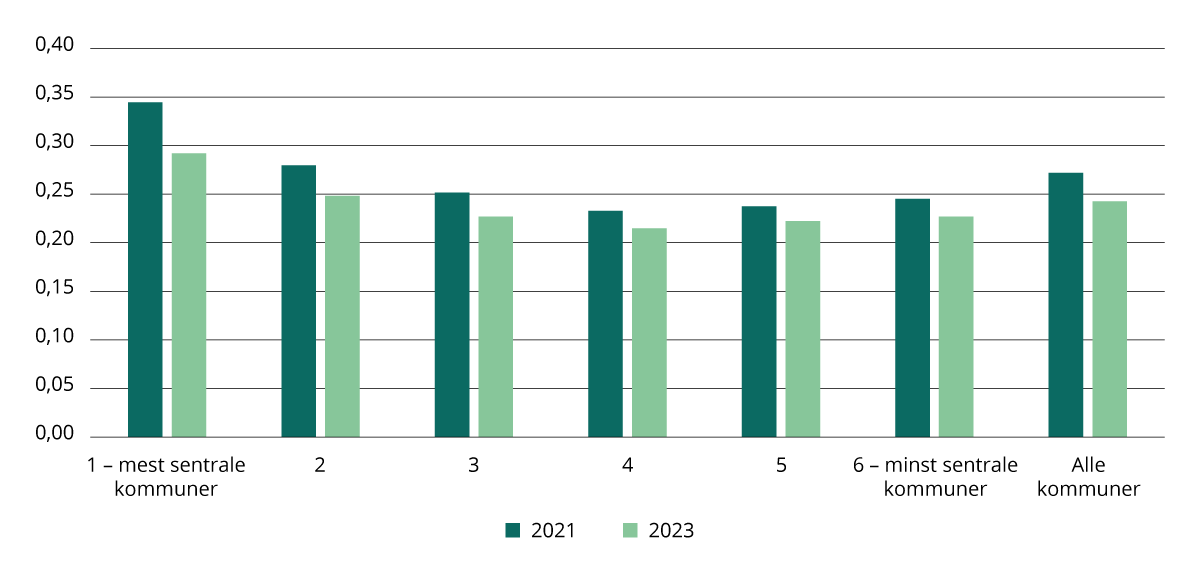 0,40
0,35
0,30
0,25
0,20
0,15
0,10
0,05
0,00
1 – mest sentrale
kommuner
2
3
4
5
6 – minst sentrale
kommuner
Alle
kommuner
2021
2023